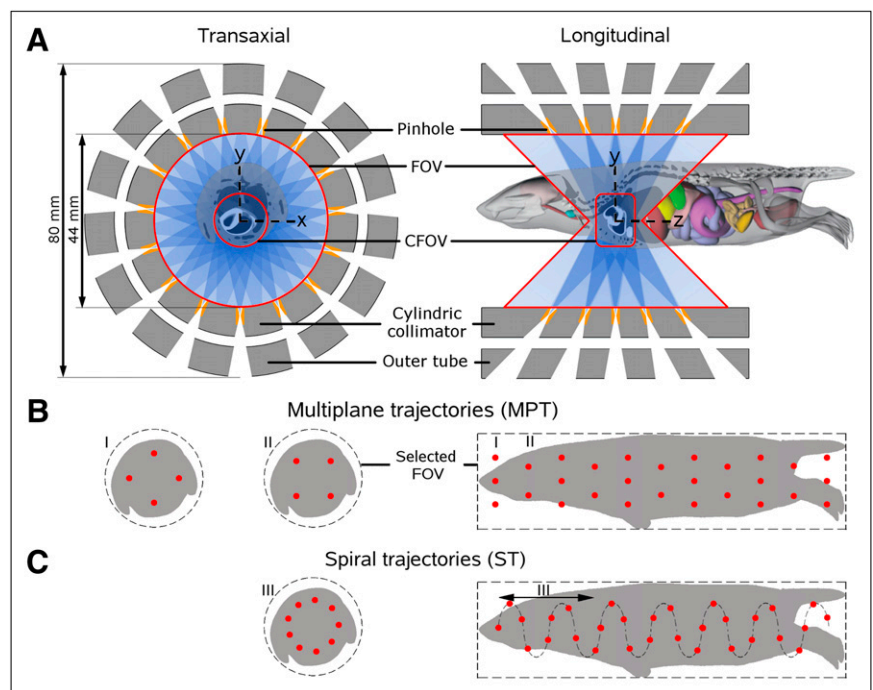 A
Transaxial
Longitudinal
Pinhole
FOV
CFOV
Cylindric
collimator
Outer tube
80 mm
44 mm
y
x
y
z
B
Multiplane trajectories (MPT)
I
II
Selected
FOV
I
II
C
Spiral trajectories (ST)
III
III